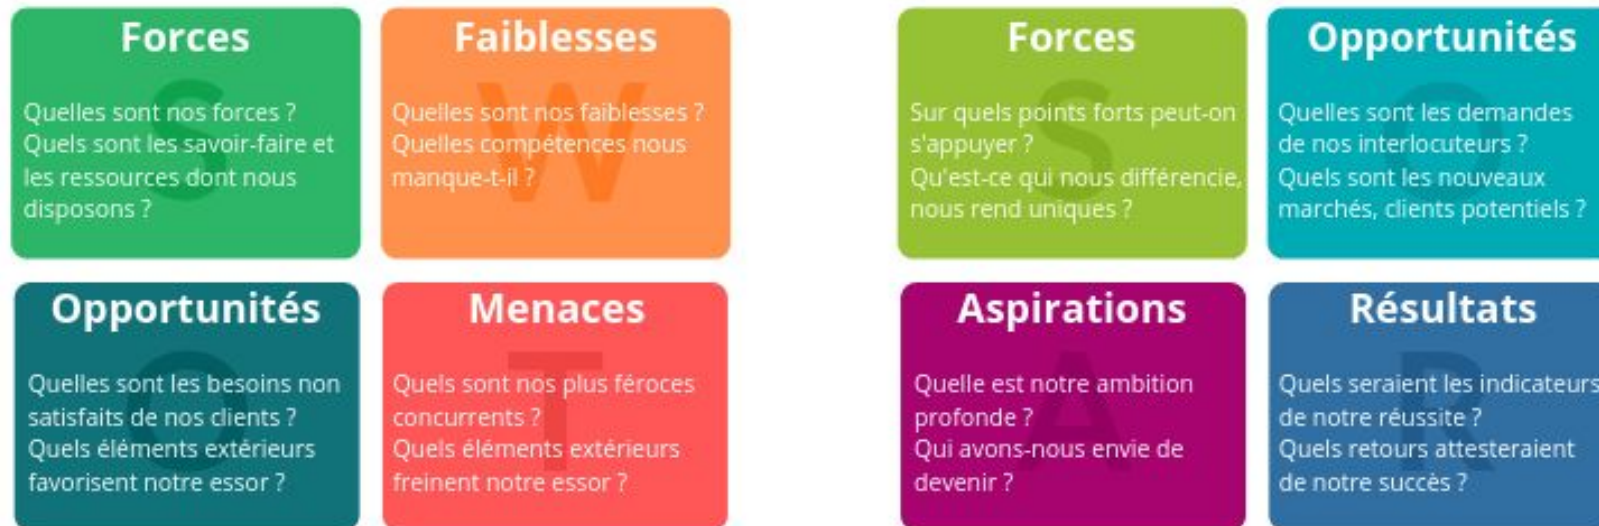 Forces
S
Quelles sont nos forces ?
Quels sont les savoir-faire et
les ressources dont nous
disposons ?
Faiblesses
W
Quelles sont nos faiblesses ?
Quelles compétences nous
manque-t-il ?
Opportunités
O
Quelles sont les besoins non
satisfaits de nos clients ?
Quels éléments extérieurs
favorisent notre essor ?
Menaces
T
Quels sont nos plus féroces
concurrents ?
Quels éléments extérieurs
freinent notre essor ?
Forces
S
Sur quels points forts peut-on
s'appuyer ?
Qu'est-ce qui nous différencie,
nous rend uniques ?
Opportunités
O
Quelles sont les demandes
de nos interlocuteurs ?
Quels sont les nouveaux
marchés, clients potentiels ?
Aspirations
A
Quelle est notre ambition
profonde ?
Qui avons-nous envie de
devenir ?
Résultats
R
Quels seraient les indicateurs
de notre réussite ?
Quels retours attesteraient
de notre succès ?